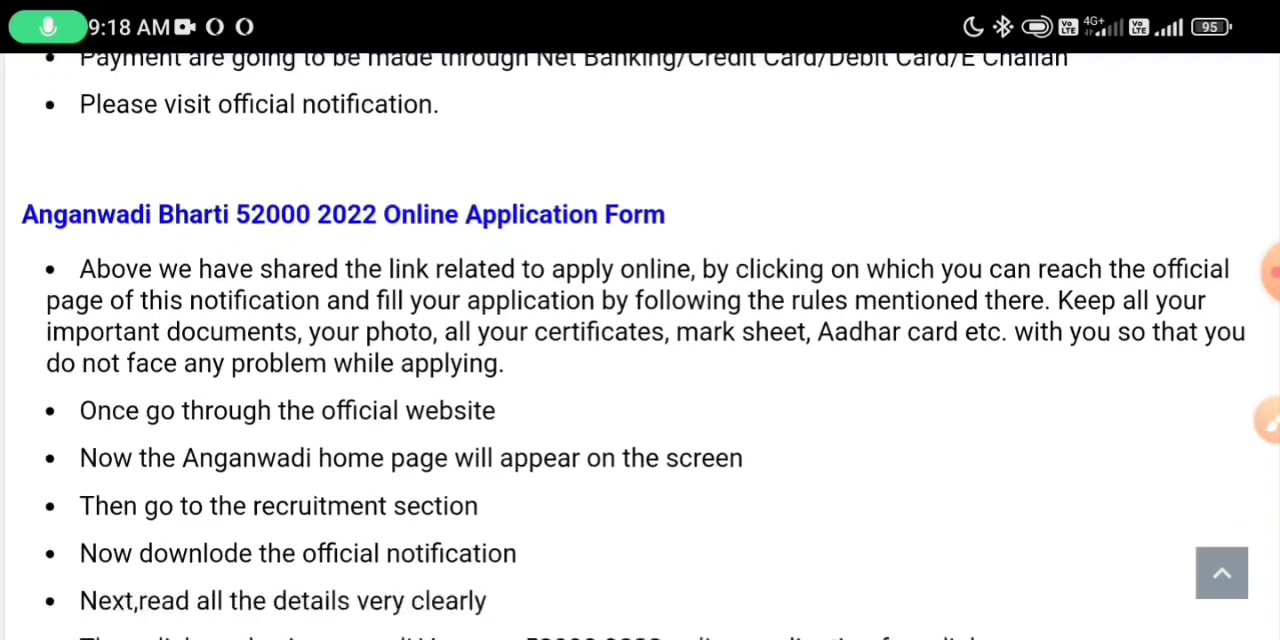 9:18 AM
4G+
Vo LTE
Vo LTE
95
Payment are going to be made through Net Banking/Credit Card/Debit Card/E Challan
• Please visit official notification.
Anganwadi Bharti 52000 2022 Online Application Form
• Above we have shared the link related to apply online, by clicking on which you can reach the official
page of this notification and fill your application by following the rules mentioned there. Keep all your
important documents, your photo, all your certificates, mark sheet, Aadhar card etc. with you so that you
do not face any problem while applying.
• Once go through the official website
• Now the Anganwadi home page will appear on the screen
• Then go to the recruitment section
• Now downlode the official notification
• Next,read all the details very clearly